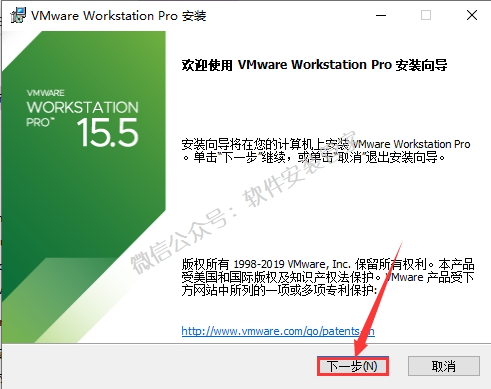 VMware Workstation Pro 安装
VMWARE
WORKSTATION
PRO™
15.5
欢迎使用 VMware Workstation Pro 安装向导
安装向导将在您的计算机上安装 VMware Workstation Pro
。单击“下一步”继续，或单击“取消”退出安装向导。
微信公众号：软件安装管家
版权所有 1998-2019 VMware, Inc. 保留所有权利。本产品
受美国和国际版权及知识产权法保护。VMware 产品受下
方网站中所列的一项或多项专利保护:
http://www.vmware.com/go/patents-cn
下一步(N)
取消